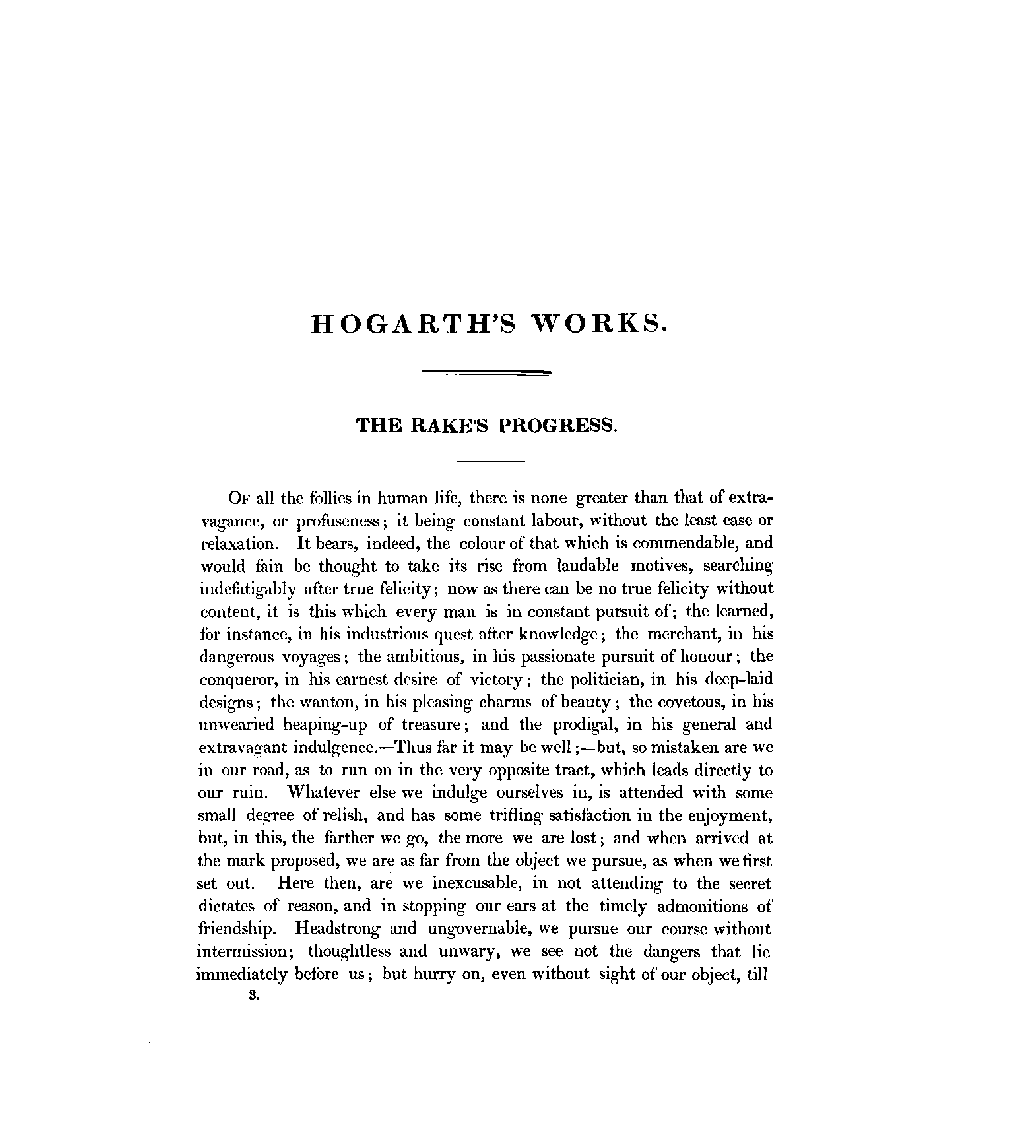 HOGARTH'S WORKS.
THE RAKE'S PROGRESS.
OF all the follies in human life, there is none greater than that of extra-
vagance, or profuseness; it being constant labour, without the least ease or
relaxation. It bears, indeed, the colour of that which is commendable, and
would fain be thought to take its rise from laudable motives, searching
indefatigably after true felicity; now as there can be no true felicity without
content, it is this which every man is in constant pursuit of; the learned,
for instance, in his industrious quest after knowledge; the merchant, in his
dangerous voyages; the ambitious, in his passionate pursuit of honour; the
conqueror, in his earnest desire of victory; the politician, in his deep-laid
designs; the wanton, in his pleasing charms of beauty; the covetous, in his
unwearied heaping-up of treasure; and the prodigal, in his general and
extravagant indulgence.—Thus far it may be well;—but, so mistaken are we
in our road, as to run on in the very opposite tract, which leads directly to
our ruin. Whatever else we indulge ourselves in, is attended with some
small degree of relish, and has some trifling satisfaction in the enjoyment,
but, in this, the farther we go, the more we are lost; and when arrived at
the mark proposed, we are as far from the object we pursue, as when we first
set out. Here then, are we inexcusable, in not attending to the secret
dictates of reason, and in stopping our ears at the timely admonitions of
friendship. Headstrong and ungovernable, we pursue our course without
intermission; thoughtless and unwary, we see not the dangers that lie
immediately before us; but hurry on, even without sight of our object, till
3.